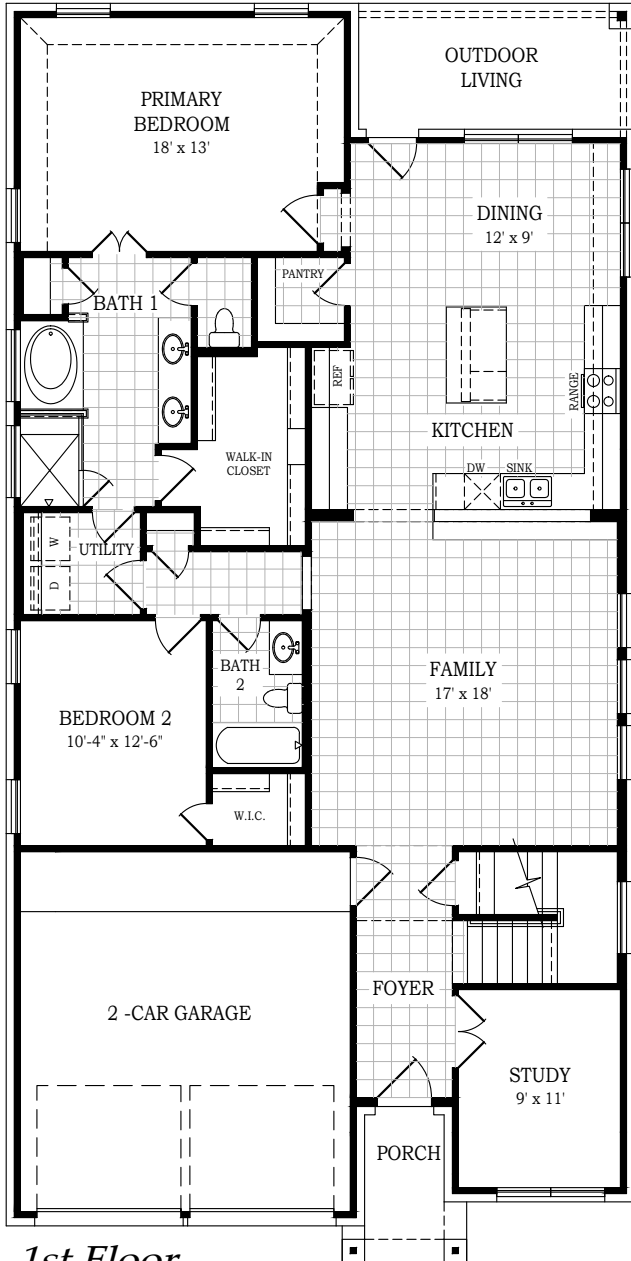 OUTDOOR
LIVING
PRIMARY
BEDROOM
18' x 13'
DINING
12' x 9'
PANTRY
BATH 1
REF
RANGE
KITCHEN
WALK-IN
CLOSET
DW
SINK
W
UTILITY
D
BATH
2
FAMILY
17' x 18'
BEDROOM 2
10'-4" x 12'-6"
W.I.C.
FOYER
2 -CAR GARAGE
STUDY
9' x 11'
PORCH
1st Floor